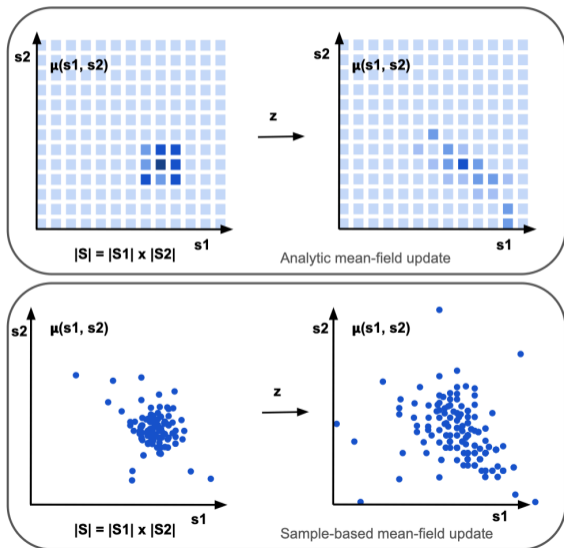 s2
μ(s1, s2)
z
s2
μ(s1, s2)
s1
s1
|S| = |S1| x |S2|
Analytic mean-field update
s2
μ(s1, s2)
z
s2
μ(s1, s2)
s1
s1
|S| = |S1| x |S2|
Sample-based mean-field update